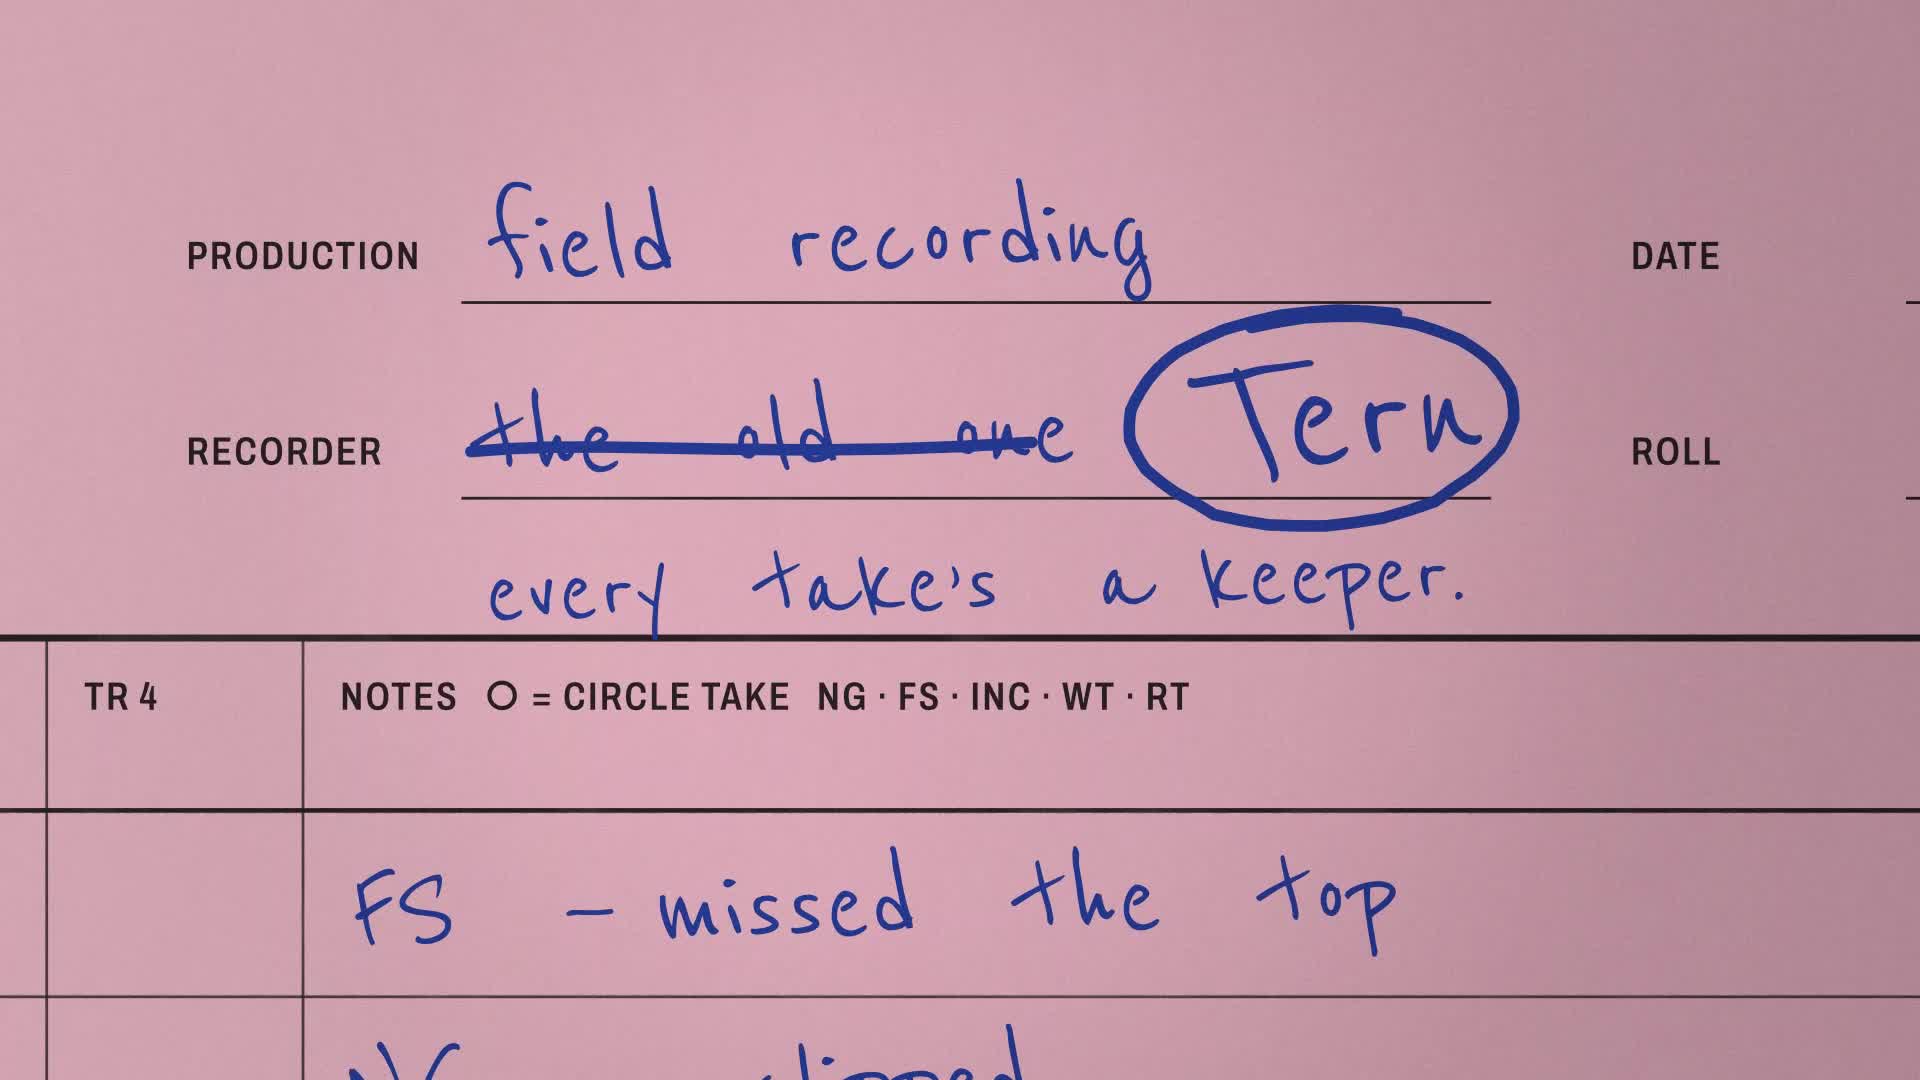 PRODUCTION field recording DATE
RECORDER the old one Tern ROLL
every take's a keeper.
TR 4 NOTES O = CIRCLE TAKE NG · FS · INC · WT · RT
FS – missed the top